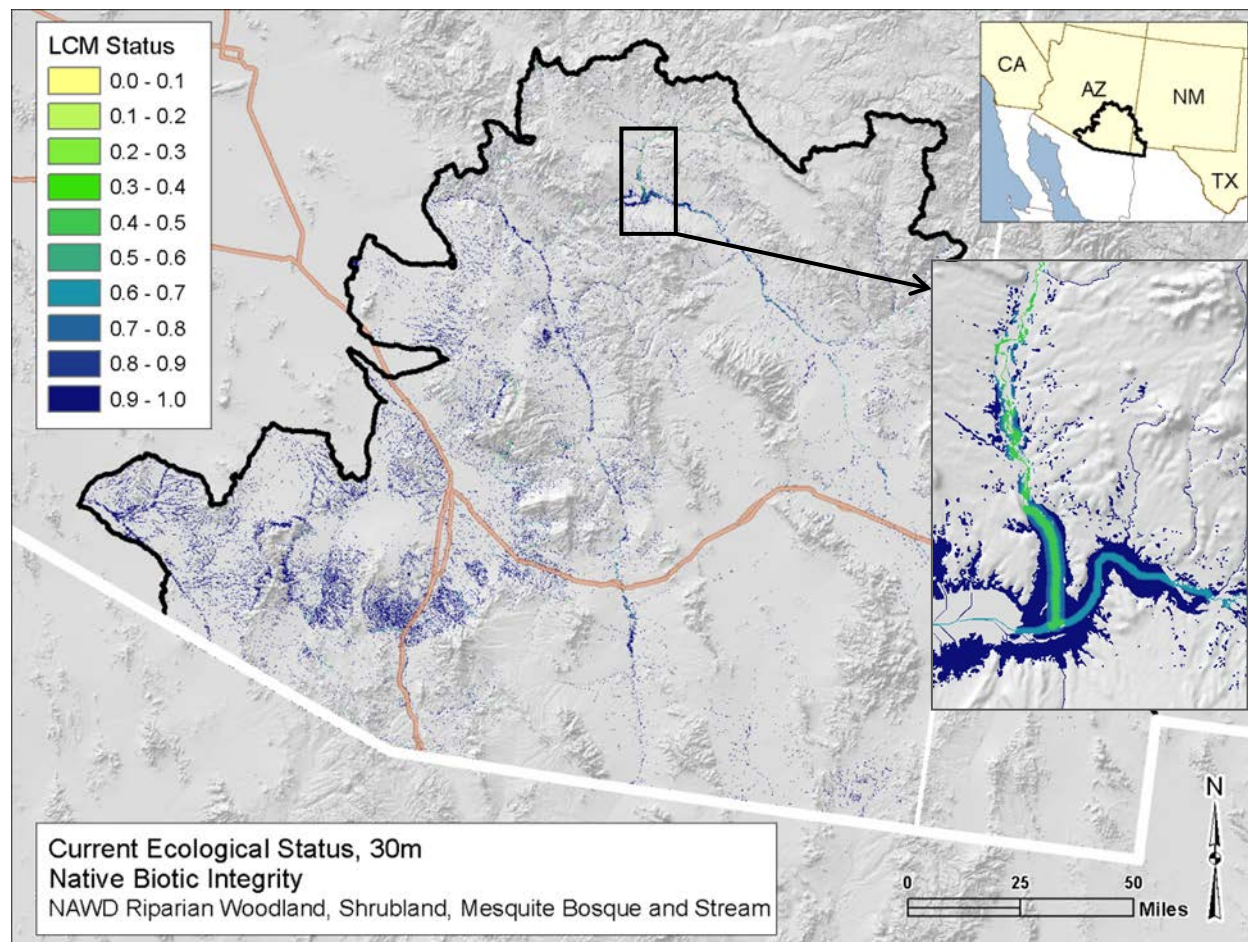 LCM Status
0.0 - 0.1
0.1 - 0.2
0.2 - 0.3
0.3 - 0.4
0.4 - 0.5
0.5 - 0.6
0.6 - 0.7
0.7 - 0.8
0.8 - 0.9
0.9 - 1.0
CA
AZ
NM
TX
Current Ecological Status, 30m
Native Biotic Integrity
NAWD Riparian Woodland, Shrubland, Mesquite Bosque and Stream
N
0 25 50
Miles